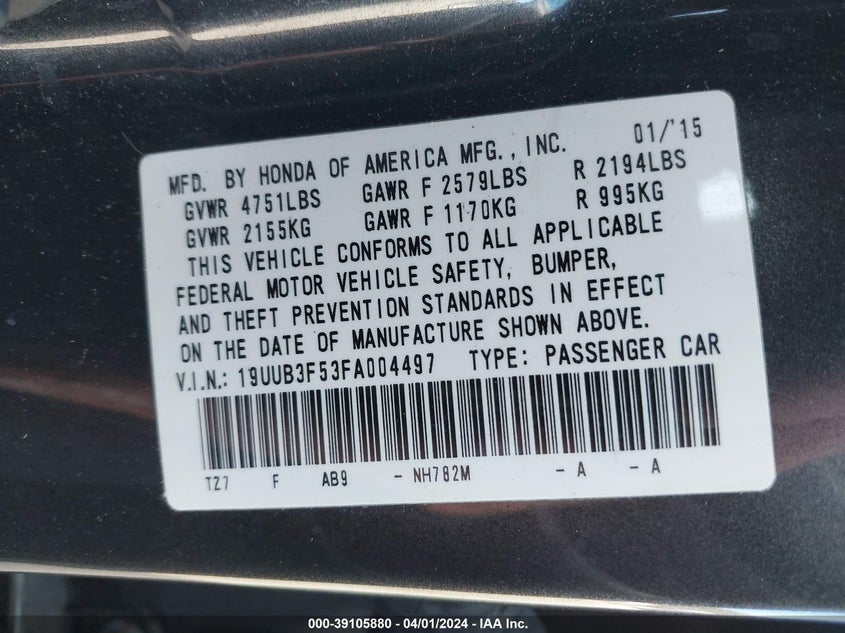 MFD. BY HONDA OF AMERICA MFG., INC. 01/'15
GVWR 4751LBS GAWR F 2579LBS R 2194LBS
GVWR 2155KG GAWR F 1170KG R 995KG
THIS VEHICLE CONFORMS TO ALL APPLICABLE
FEDERAL MOTOR VEHICLE SAFETY, BUMPER,
AND THEFT PREVENTION STANDARDS IN EFFECT
ON THE DATE OF MANUFACTURE SHOWN ABOVE.
V.I.N.: 19UUB3F53FA004497 TYPE: PASSENGER CAR
TZ7 F AB9 - NH782M - A - A
000-39105880 - 04/01/2024 - IAA Inc.